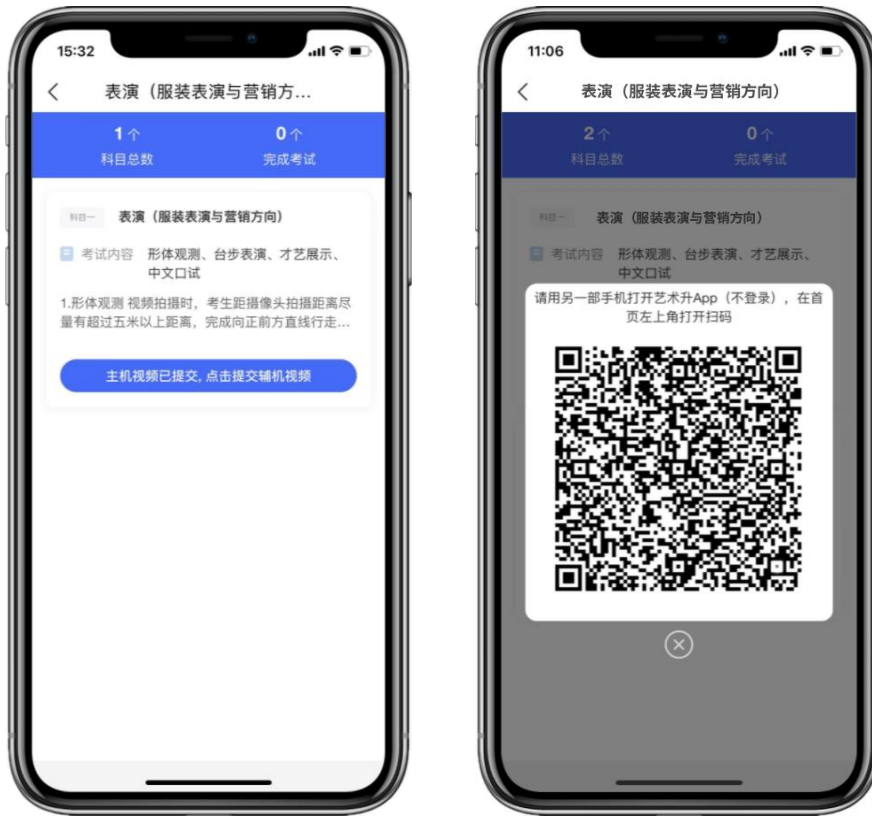 15:32
表演（服装表演与营销方...
1个
0个
科目总数
完成考试
科目一
表演（服装表演与营销方向）
考试内容
形体观测、台步表演、才艺展示、
中文口试
1.形体观测 视频拍摄时，考生距摄像头拍摄距离尽
量有超过五米以上距离，完成向正前方直线行走...
主机视频已提交, 点击提交辅机视频
11:06
表演（服装表演与营销方向）
2个
0个
科目总数
完成考试
科目一
表演（服装表演与营销方向）
考试内容
形体观测、台步表演、才艺展示、
中文口试
请用另一部手机打开艺术升App（不登录），在首
页左上角打开扫码